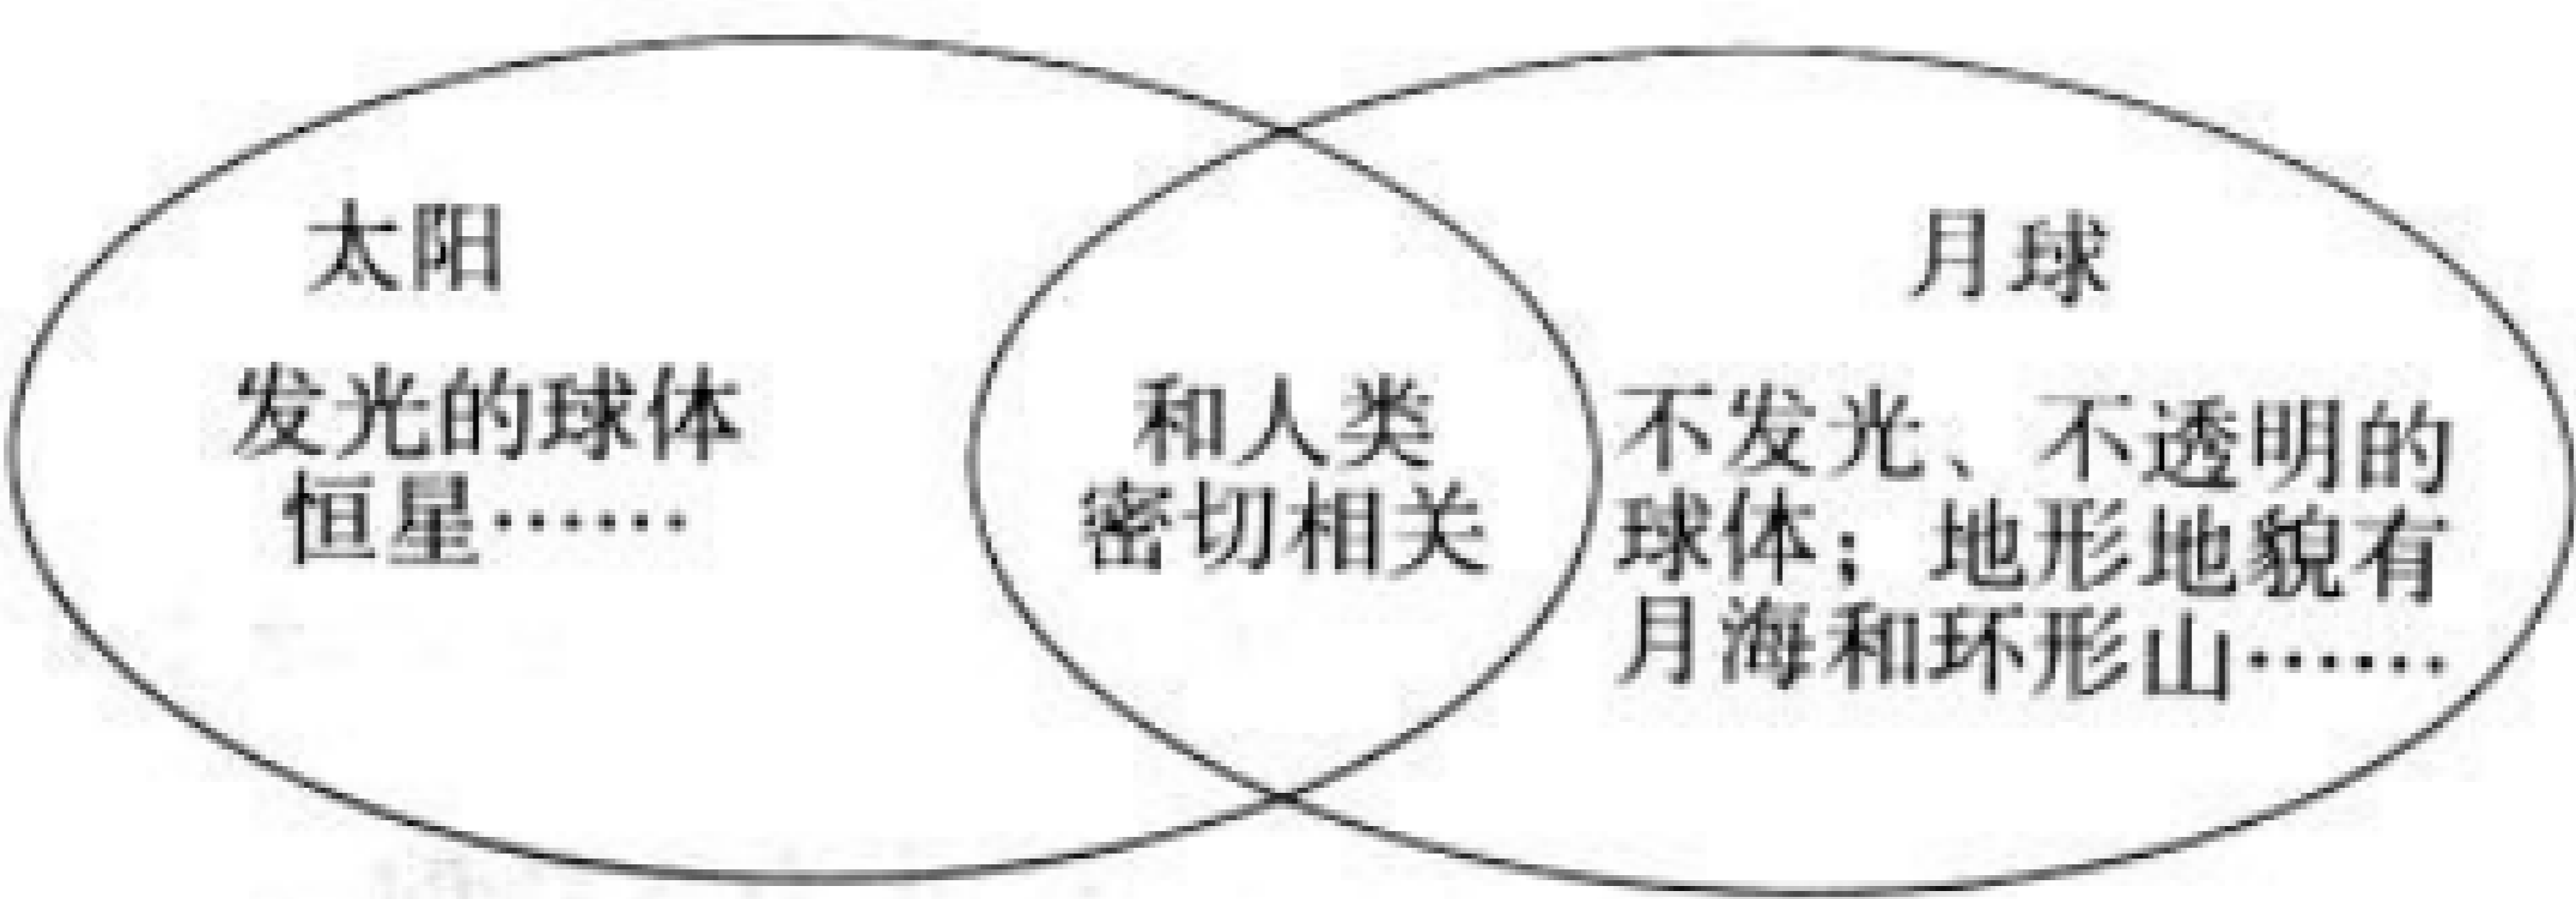 太阳
发光的球体
恒星……
和人类
密切相关
月球
不发光、不透明的
球体；地形地貌有
月海和环形山……